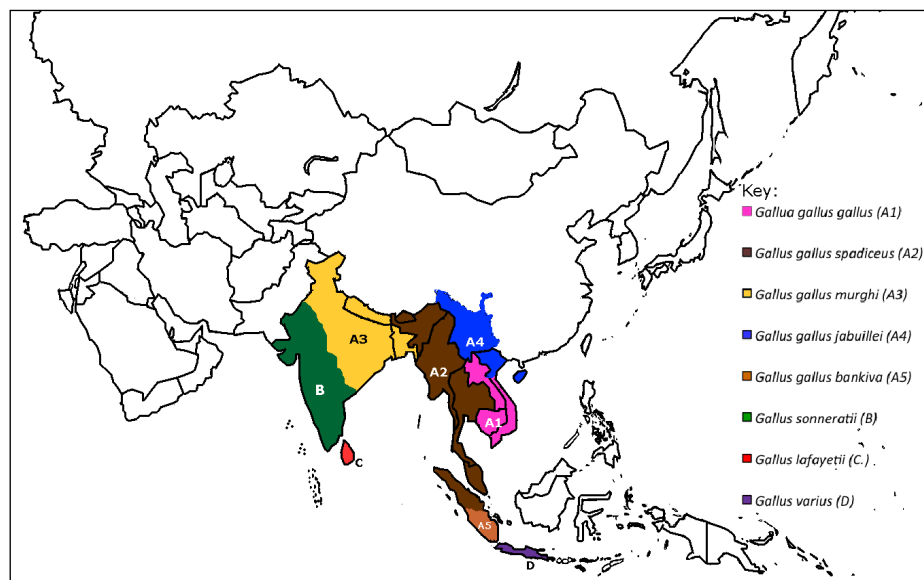 Key:
Gallua gallus gallus (A1)
Gallus gallus spadiceus (A2)
Gallus gallus murghi (A3)
Gallus gallus jabuillei (A4)
Gallus gallus bankiva (A5)
Gallus sonneratii (B)
Gallus lafayetii (C.)
Gallus varius (D)
A3
A4
A2
B
A1
C
A5
D